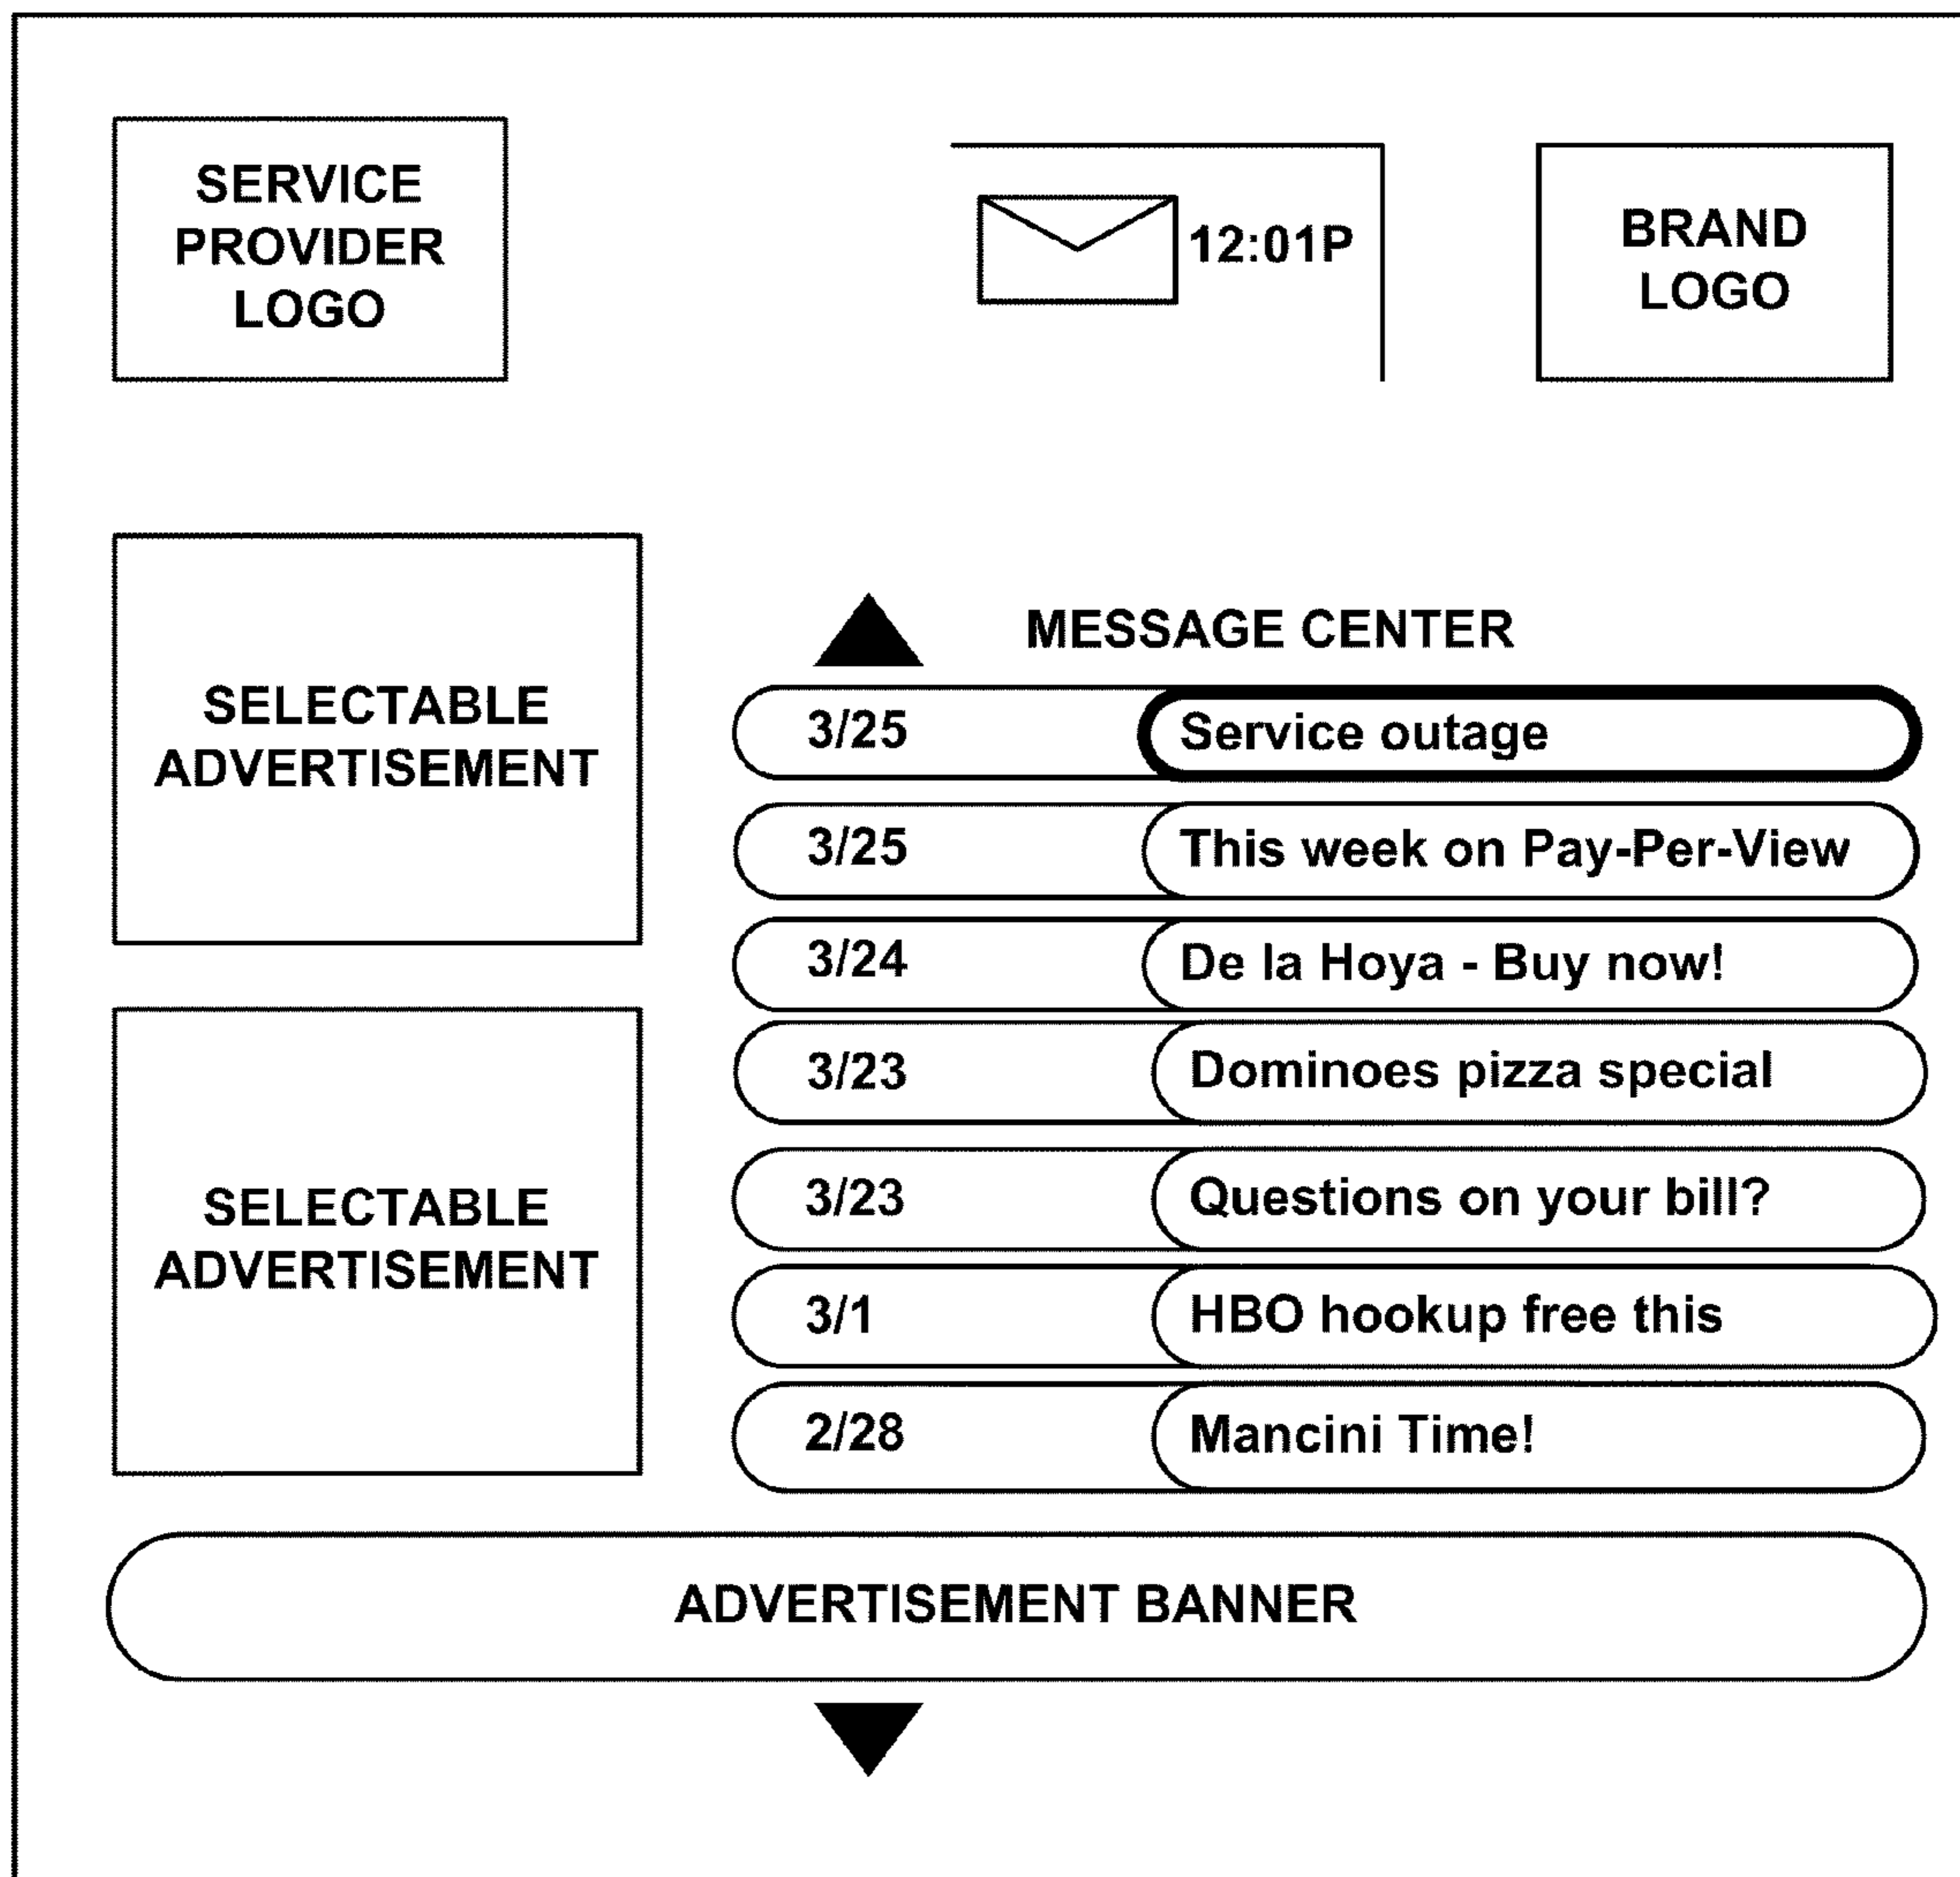 SERVICE
PROVIDER
LOGO
12:01P
BRAND
LOGO
SELECTABLE
ADVERTISEMENT
SELECTABLE
ADVERTISEMENT
MESSAGE CENTER
3/25 Service outage
3/25 This week on Pay-Per-View
3/24 De la Hoya - Buy now!
3/23 Dominoes pizza special
3/23 Questions on your bill?
3/1 HBO hookup free this
2/28 Mancini Time!
ADVERTISEMENT BANNER